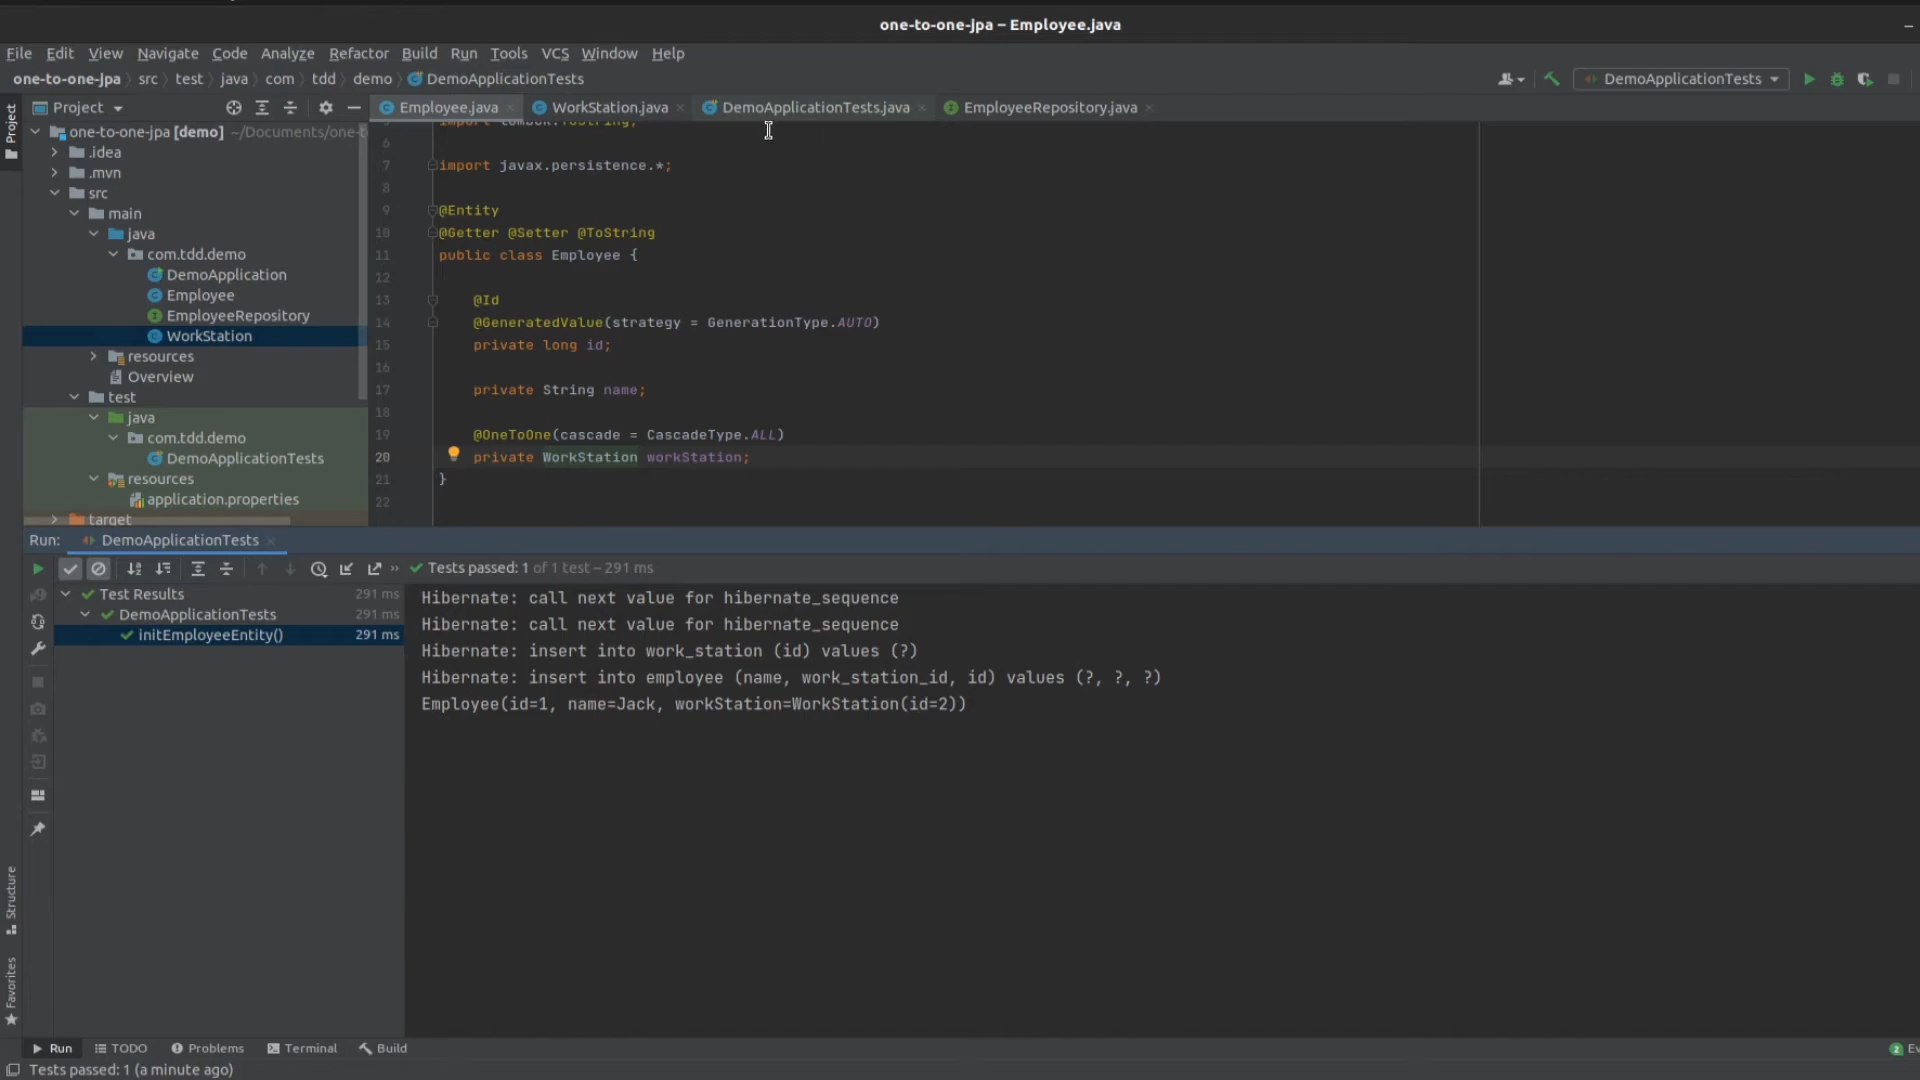 one-to-one-jpa – Employee.java
File Edit View Navigate Code Analyze Refactor Build Run Tools VCS Window Help
one-to-one-jpa src test java com tdd demo DemoApplicationTests
DemoApplicationTests
Project
Employee.java WorkStation.java DemoApplicationTests.java EmployeeRepository.java
one-to-one-jpa [demo] ~/Documents/one-t
.idea
.mvn
src
main
java
com.tdd.demo
DemoApplication
Employee
EmployeeRepository
WorkStation
resources
Overview
test
java
com.tdd.demo
DemoApplicationTests
resources
application.properties
target
import lombok.ToString;
6
7 import javax.persistence.*;
8
9 @Entity
10 @Getter @Setter @ToString
11 public class Employee {
12
13 @Id
14 @GeneratedValue(strategy = GenerationType.AUTO)
15 private long id;
16
17 private String name;
18
19 @OneToOne(cascade = CascadeType.ALL)
20 private WorkStation workStation;
21 }
22
Run: DemoApplicationTests
Tests passed: 1 of 1 test – 291 ms
Test Results 291 ms
DemoApplicationTests 291 ms
initEmployeeEntity() 291 ms
Hibernate: call next value for hibernate_sequence
Hibernate: call next value for hibernate_sequence
Hibernate: insert into work_station (id) values (?)
Hibernate: insert into employee (name, work_station_id, id) values (?, ?, ?)
Employee(id=1, name=Jack, workStation=WorkStation(id=2))
Project
Structure
Favorites
Run TODO Problems Terminal Build
2 Ev
Tests passed: 1 (a minute ago)